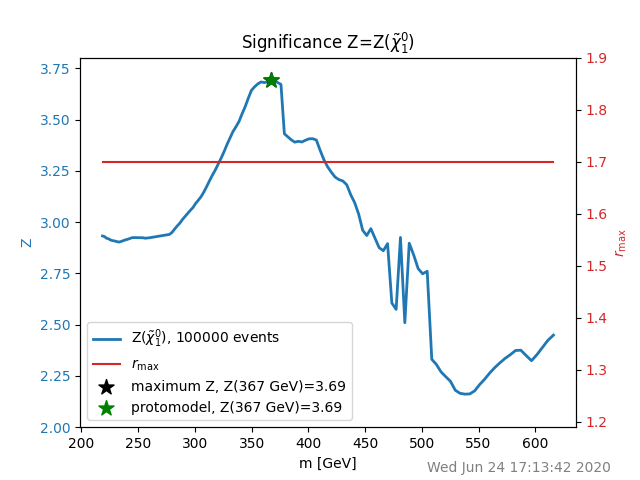 Significance Z=Z(χ̃₁⁰)
3.75
3.50
3.25
3.00
2.75
2.50
2.25
2.00
Z
1.9
1.8
1.7
1.6
1.5
1.4
1.3
1.2
r_max
Z(χ̃₁⁰), 100000 events
r_max
maximum Z, Z(367 GeV)=3.69
protomodel, Z(367 GeV)=3.69
200 250 300 350 400 450 500 550 600
m [GeV]
Wed Jun 24 17:13:42 2020